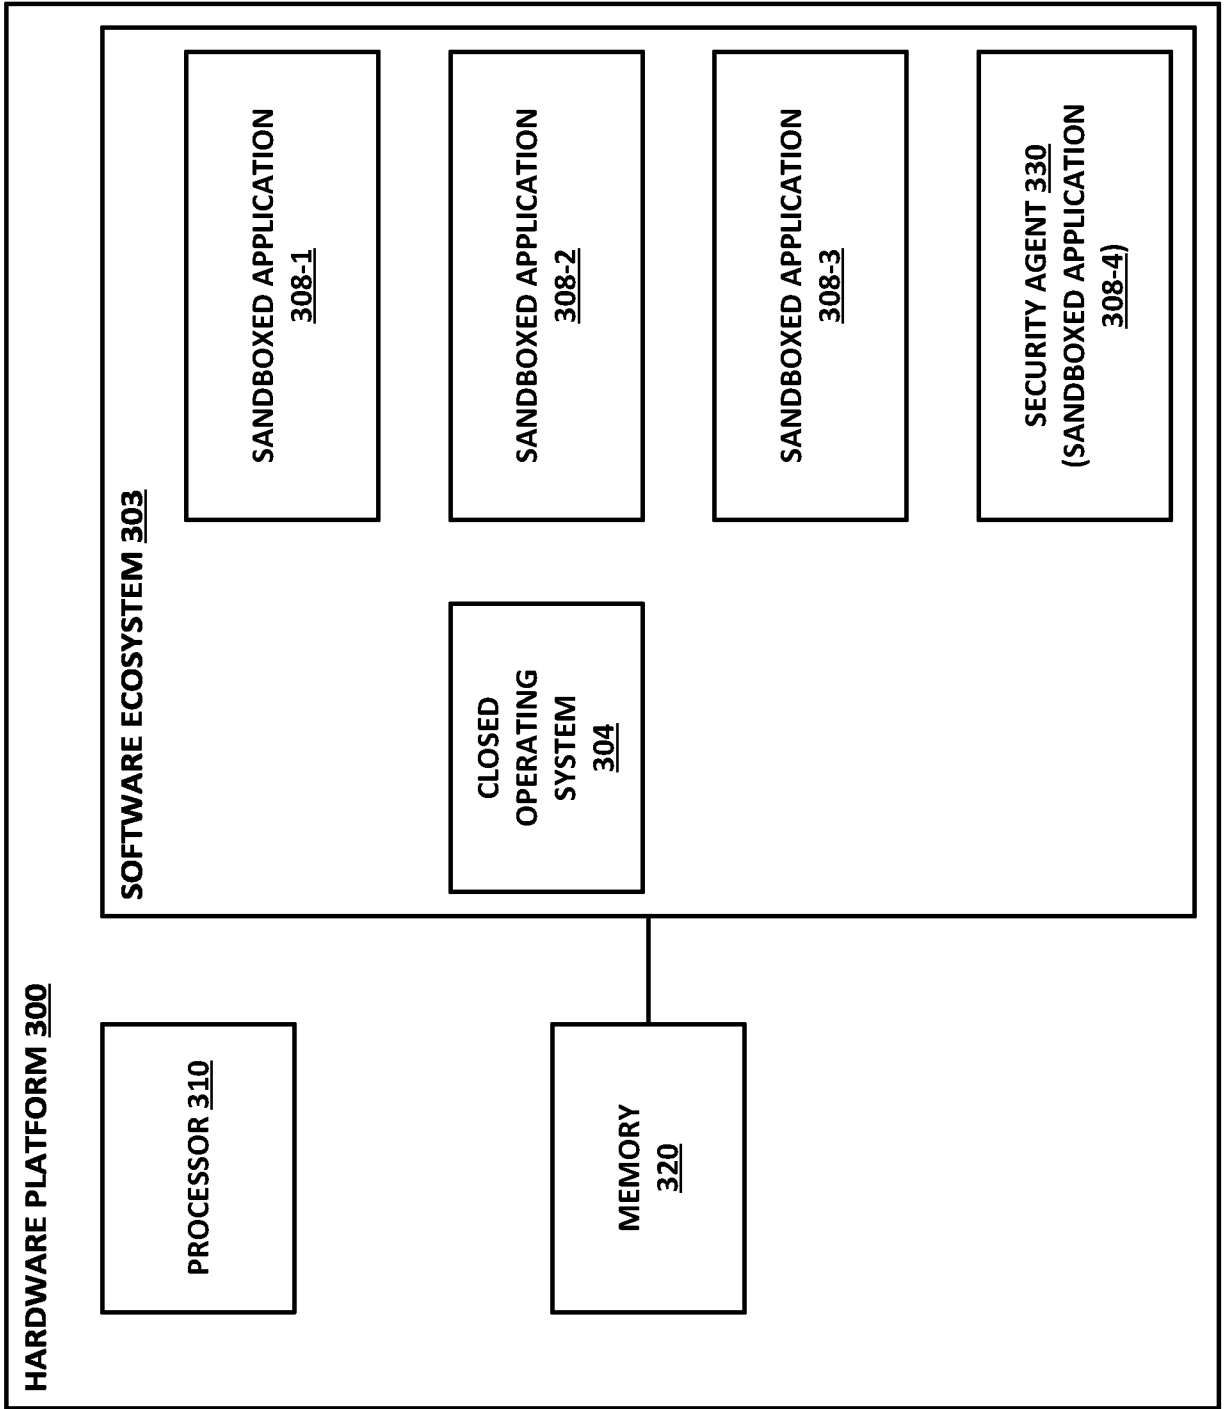 HARDWARE PLATFORM 300
PROCESSOR 310
MEMORY
320
SOFTWARE ECOSYSTEM 303
CLOSED
OPERATING
SYSTEM
304
SANDBOXED APPLICATION
308-1
SANDBOXED APPLICATION
308-2
SANDBOXED APPLICATION
308-3
SECURITY AGENT 330
(SANDBOXED APPLICATION
308-4)